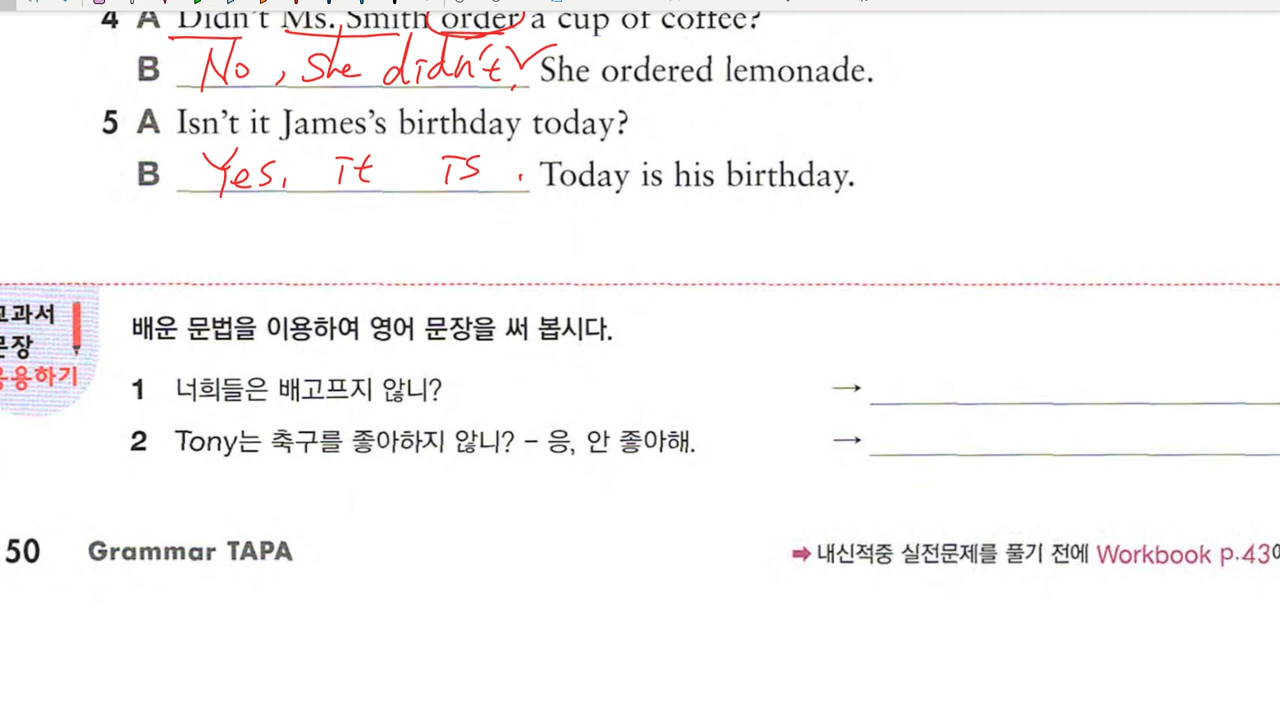 4 A Didn't Ms. Smith order a cup of coffee?
B No, she didn't. She ordered lemonade.
5 A Isn't it James's birthday today?
B Yes, it is. Today is his birthday.
교과서
문장
응용하기
배운 문법을 이용하여 영어 문장을 써 봅시다.
1 너희들은 배고프지 않니? →
2 Tony는 축구를 좋아하지 않니? – 응, 안 좋아해. →
50 Grammar TAPA
➡ 내신적중 실전문제를 풀기 전에 Workbook p.43